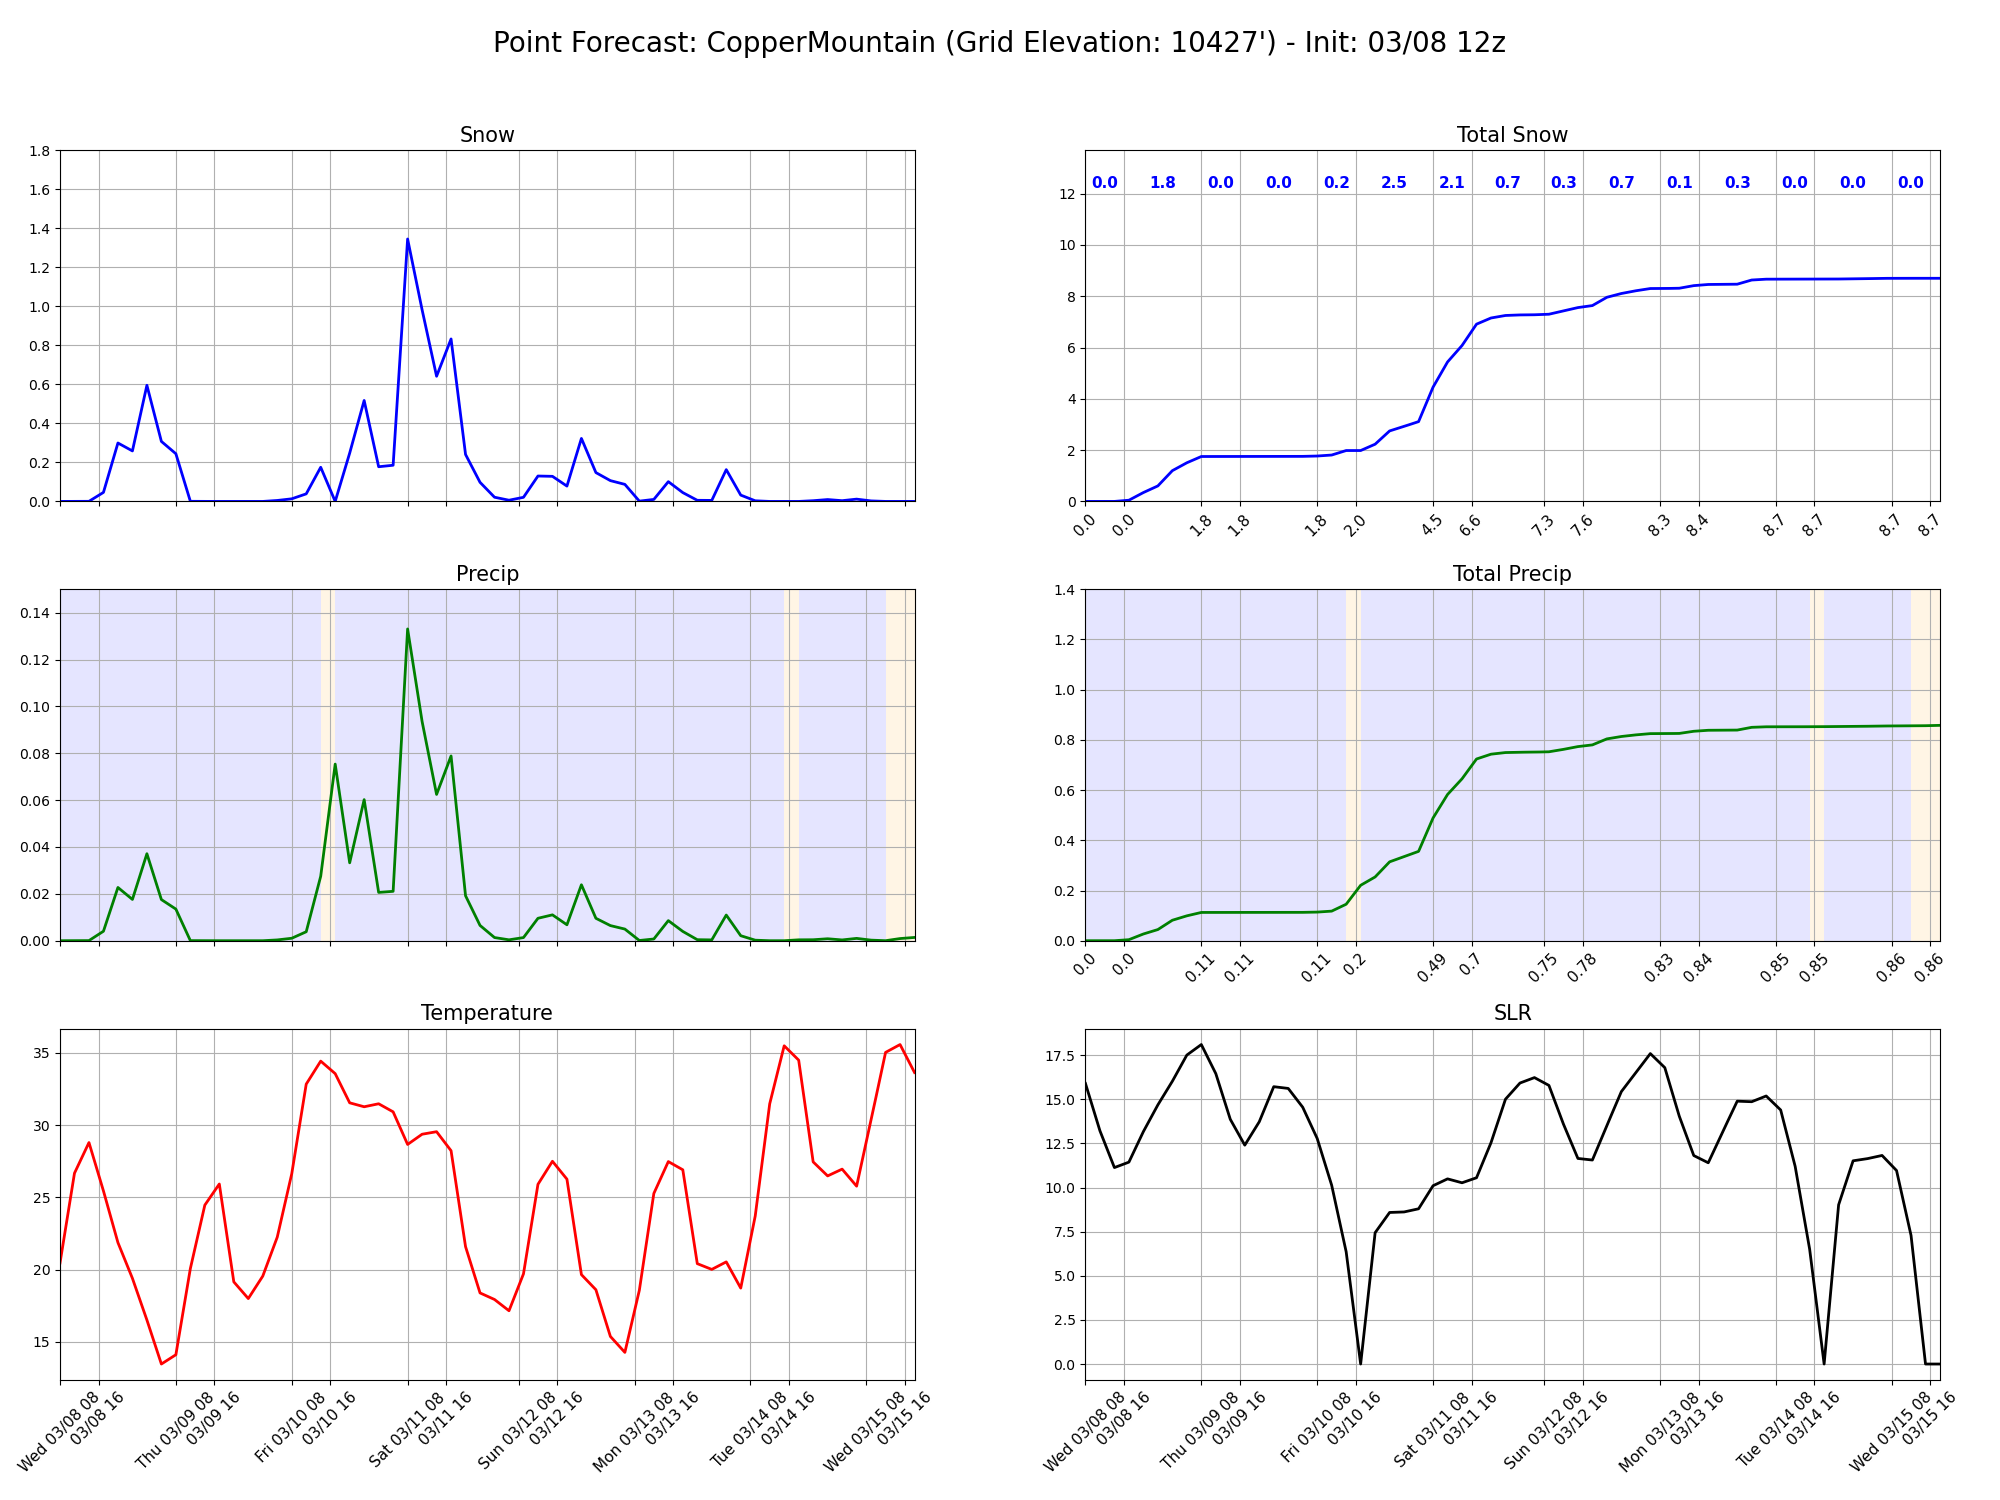 Point Forecast: CopperMountain (Grid Elevation: 10427') - Init: 03/08 12z
Snow
1.8
1.6
1.4
1.2
1.0
0.8
0.6
0.4
0.2
0.0
Total Snow
0.0 1.8 0.0 0.0 0.2 2.5 2.1 0.7 0.3 0.7 0.1 0.3 0.0 0.0 0.0
12
10
8
6
4
2
0
0.0 0.0 1.8 1.8 1.8 2.0 4.5 6.6 7.3 7.6 8.3 8.4 8.7 8.7 8.7 8.7
Precip
0.14
0.12
0.10
0.08
0.06
0.04
0.02
0.00
Total Precip
1.4
1.2
1.0
0.8
0.6
0.4
0.2
0.0
0.0 0.0 0.11 0.11 0.11 0.2 0.49 0.7 0.75 0.78 0.83 0.84 0.85 0.85 0.86 0.86
Temperature
35
30
25
20
15
Wed 03/08 08
03/08 16
Thu 03/09 08
03/09 16
Fri 03/10 08
03/10 16
Sat 03/11 08
03/11 16
Sun 03/12 08
03/12 16
Mon 03/13 08
03/13 16
Tue 03/14 08
03/14 16
Wed 03/15 08
03/15 16
SLR
17.5
15.0
12.5
10.0
7.5
5.0
2.5
0.0
Wed 03/08 08
03/08 16
Thu 03/09 08
03/09 16
Fri 03/10 08
03/10 16
Sat 03/11 08
03/11 16
Sun 03/12 08
03/12 16
Mon 03/13 08
03/13 16
Tue 03/14 08
03/14 16
Wed 03/15 08
03/15 16